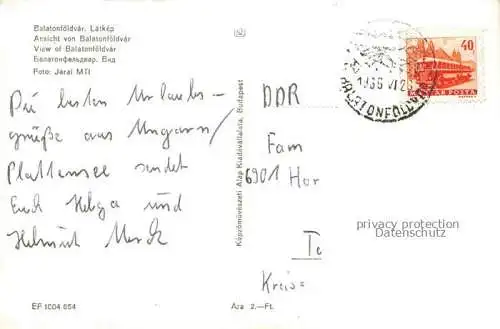 Balatonföldvár. Látkép
Ansicht von Balatonföldvár
View of Balatonföldvár
Балатонфельдвар. Вид
Foto: Járai MTI
Die besten Urlaubs-
grüße aus Ungarn/
Plattensee sendet
Euch Helga und
Helmut
EF 1004 654
Ára 2.—Ft.
Képzőművészeti Alap Kiadóvállalata, Budapest
DDR
Fam
6901 Hor
Kreis
40
MAGYAR POSTA
BALATONFÖLDVÁR
privacy protection
Datenschutz